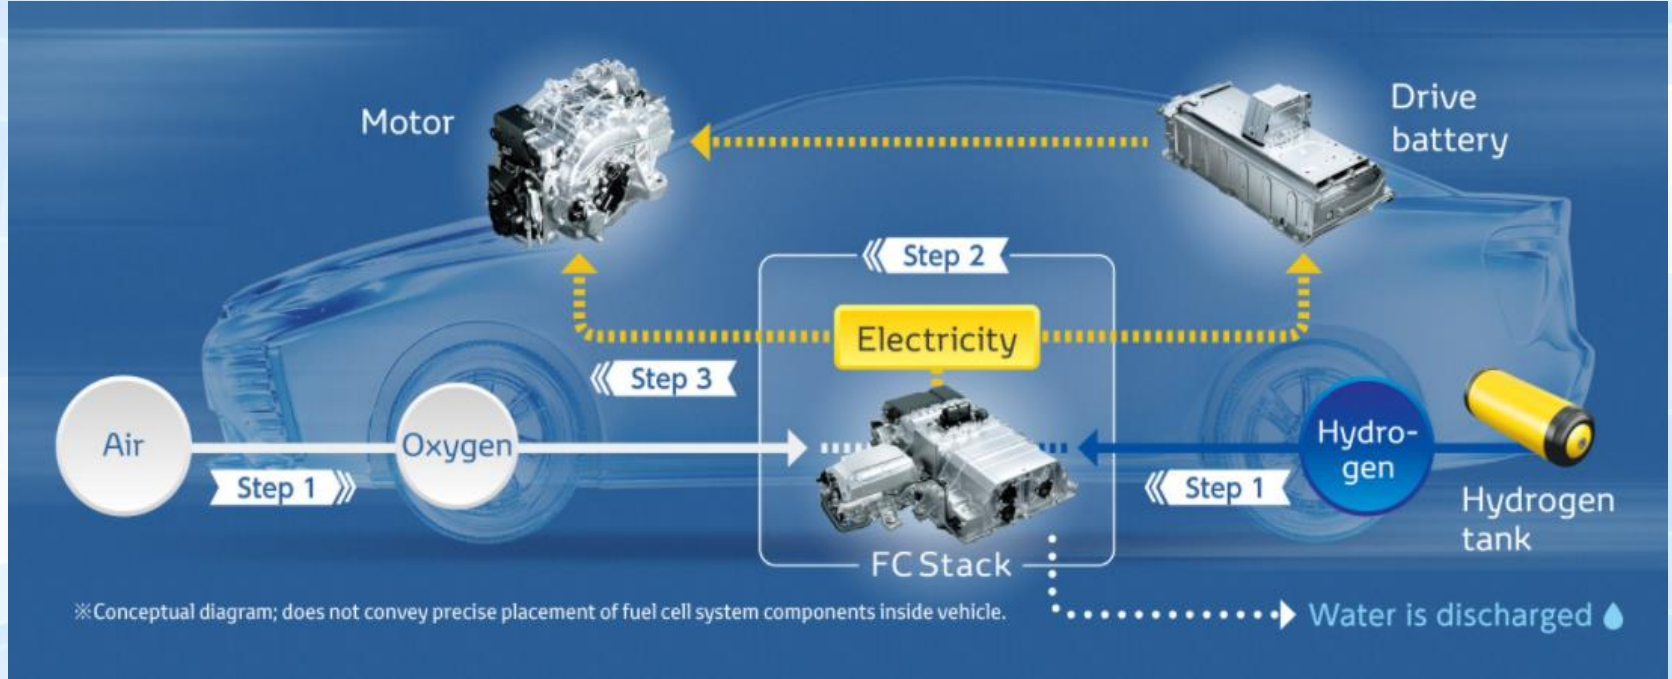 Motor
Drive
battery
Step 2
Electricity
Step 3
Air
Oxygen
Hydro-
gen
Step 1
Step 1
Hydrogen
tank
FC Stack
※Conceptual diagram; does not convey precise placement of fuel cell system components inside vehicle.
Water is discharged